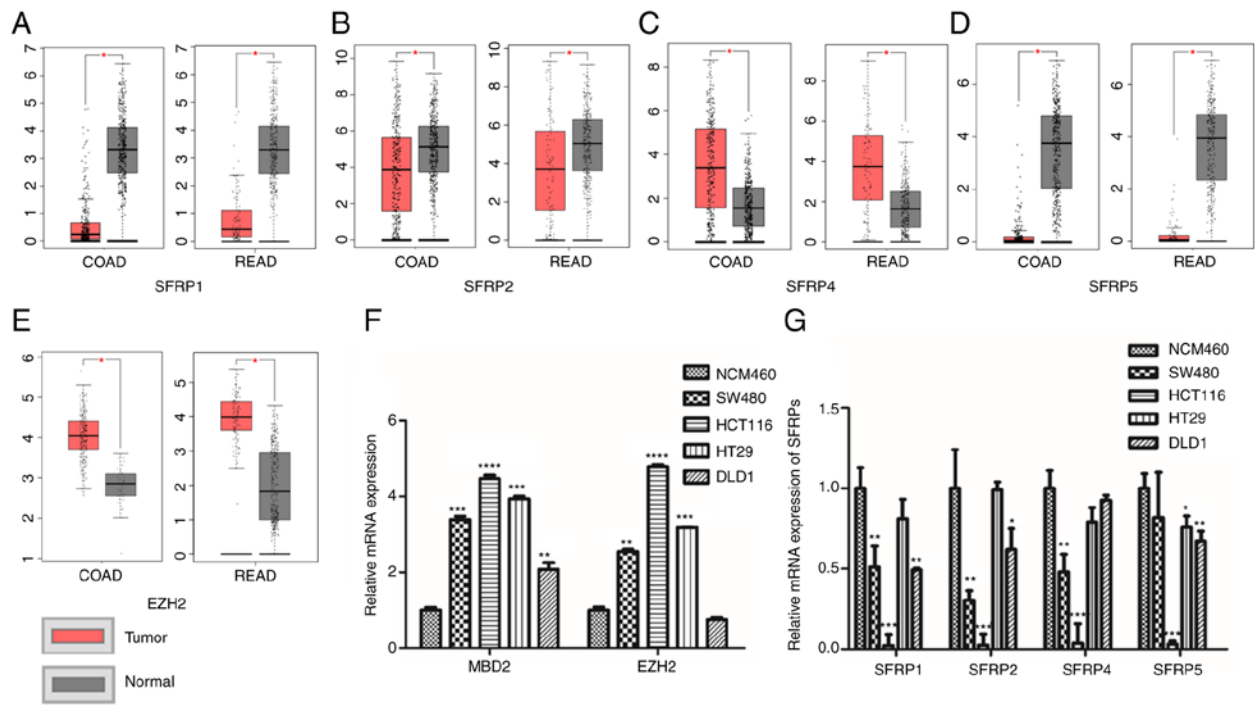 A
7
6
5
4
3
2
1
0
*
COAD
7
6
5
4
3
2
1
0
*
READ
SFRP1
B
10
8
6
4
2
0
*
COAD
10
8
6
4
2
0
*
READ
SFRP2
C
8
6
4
2
0
*
COAD
8
6
4
2
0
*
READ
SFRP4
D
6
4
2
0
*
COAD
6
4
2
0
*
READ
SFRP5
E
6
5
4
3
2
1
*
COAD
5
4
3
2
1
0
*
READ
EZH2
Tumor
Normal
F
Relative mRNA expression
6
4
2
0
*** **** *** **
** **** ***
MBD2 EZH2
NCM460
SW480
HCT116
HT29
DLD1
G
Relative mRNA expression of SFRPs
1.5
1.0
0.5
0.0
** *** **
** *** *
** ***
*** * **
SFRP1 SFRP2 SFRP4 SFRP5
NCM460
SW480
HCT116
HT29
DLD1